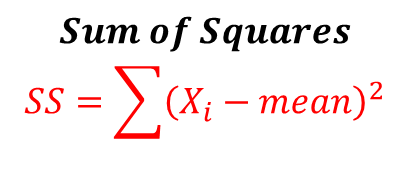 Sum of Squares
SS = ∑(Xᵢ − mean)²